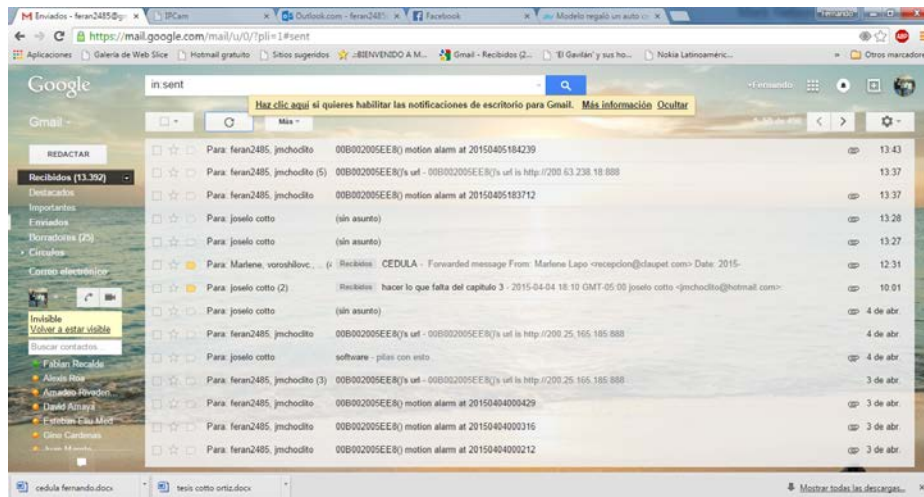 Enviados - feran2485@g
IPCam
Outlook.com - feran2485
Facebook
Modelo regaló un auto
https://mail.google.com/mail/u/0/?pli=1#sent
Aplicaciones
Galería de Web Slice
Hotmail gratuito
Sitios sugeridos
.::BIENVENIDO A M...
Gmail - Recibidos (2...
'El Gavilán' y sus ho...
Nokia Latinoaméric...
Otros marcadores
Google
in:sent
+Fernando
Haz clic aquí si quieres habilitar las notificaciones de escritorio para Gmail. Más información Ocultar
Gmail
Más
REDACTAR
Recibidos (13.392)
Destacados
Importantes
Enviados
Borradores (25)
Círculos
Correo electrónico
Invisible
Volver a estar visible
Buscar contactos...
Fabian Recalde
Alexis Roa
Amadeo Rivaden...
David Amaya
Esteban Eliu Med
Gino Cardenas
Para: feran2485, jmchoclito 00B002005EE8() motion alarm at 20150405184239 13:43
Para: feran2485, jmchoclito (5) 00B002005EE8()'s url - 00B002005EE8()'s url is http://200.63.238.18:888 13:37
Para: feran2485, jmchoclito 00B002005EE8() motion alarm at 20150405183712 13:37
Para: joselo cotto (sin asunto) 13:28
Para: joselo cotto (sin asunto) 13:27
Para: Marlene, voroshilovc., ... Recibidos CEDULA - Forwarded message From: Marlene Lapo <recepcion@claupet.com> Date: 2015- 12:31
Para: joselo cotto (2) Recibidos hacer lo que falta del capitulo 3 - 2015-04-04 18:10 GMT-05:00 joselo cotto <jmchoclito@hotmail.com>: 10:01
Para: joselo cotto (sin asunto) 4 de abr.
Para: feran2485, jmchoclito 00B002005EE8()'s url - 00B002005EE8()'s url is http://200.25.165.185:888 4 de abr.
Para: joselo cotto software - pilas con esto 4 de abr.
Para: feran2485, jmchoclito (3) 00B002005EE8()'s url - 00B002005EE8()'s url is http://200.25.165.185:888 3 de abr.
Para: feran2485, jmchoclito 00B002005EE8() motion alarm at 20150404000429 3 de abr.
Para: feran2485, jmchoclito 00B002005EE8() motion alarm at 20150404000316 3 de abr.
Para: feran2485, jmchoclito 00B002005EE8() motion alarm at 20150404000212 3 de abr.
cedula fernando.docx
tesis cotto ortiz.docx
Mostrar todas las descargas...